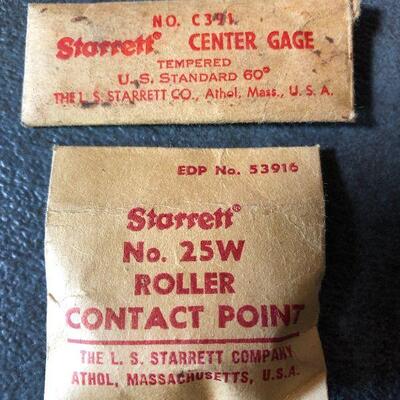 NO. C391
Starrett® CENTER GAGE
TEMPERED
U.S. STANDARD 60°
THE L. S. STARRETT CO., Athol, Mass., U. S. A.
EDP No. 53916
Starrett®
No. 25W
ROLLER
CONTACT POINT
THE L. S. STARRETT COMPANY
ATHOL, MASSACHUSETTS, U.S.A.